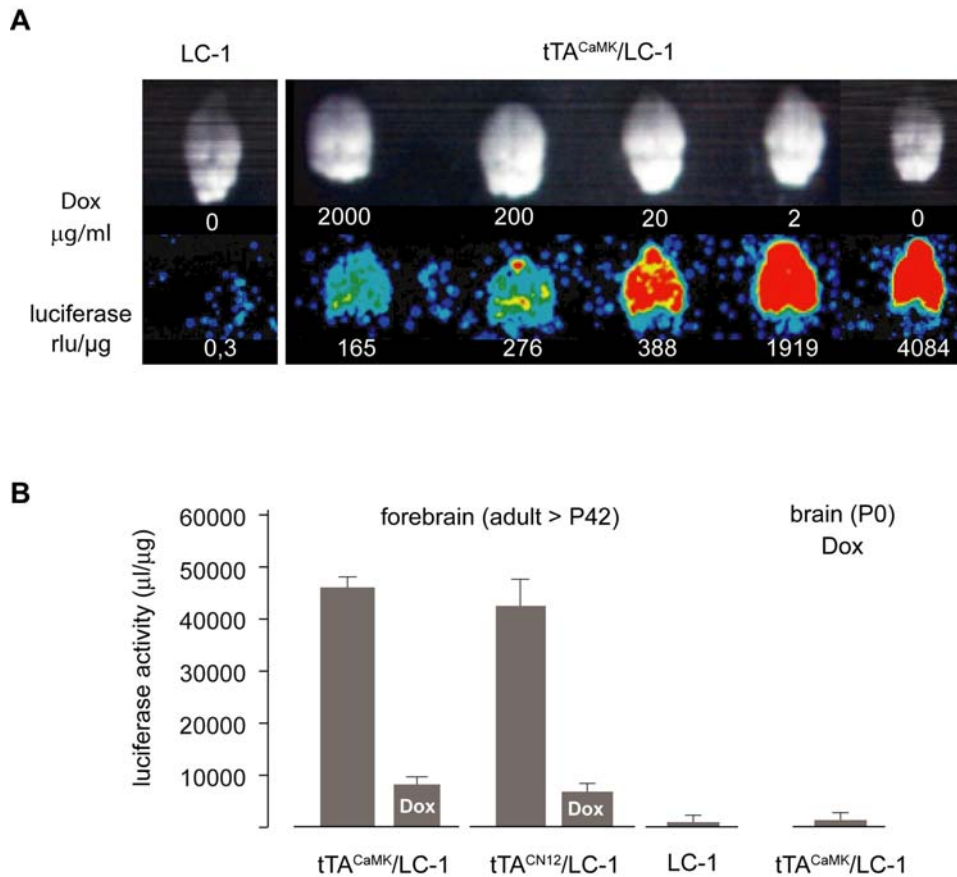 A
LC-1
tTA^CaMK/LC-1
Dox
µg/ml
0
2000
200
20
2
0
luciferase
rlu/µg
0,3
165
276
388
1919
4084
B
luciferase activity (µl/µg)
60000
50000
40000
30000
20000
10000
forebrain (adult > P42)
brain (P0)
Dox
Dox
Dox
tTA^CaMK/LC-1
tTA^CN12/LC-1
LC-1
tTA^CaMK/LC-1